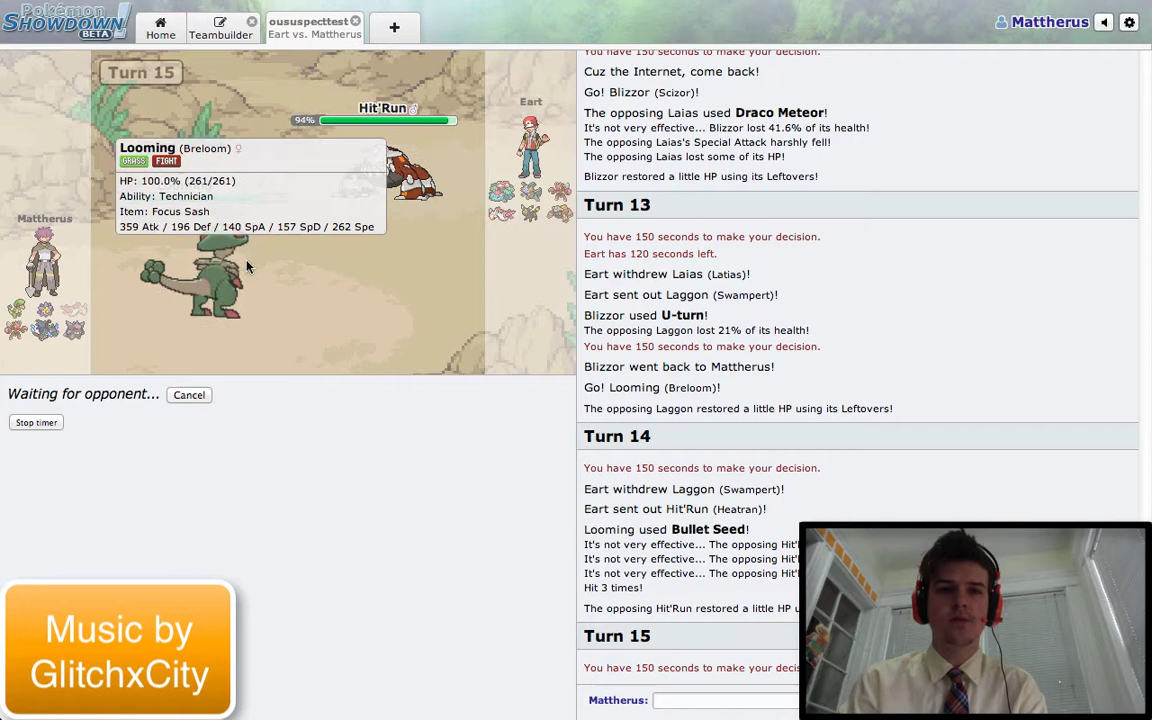 Pokémon
SHOWDOWN!
BETA
Home
Teambuilder
oususpecttest
Eart vs. Mattherus
+
Mattherus
Turn 15
Hit'Run ♂
94%
Eart
Looming (Breloom) ♀
GRASS FIGHT
HP: 100.0% (261/261)
Ability: Technician
Item: Focus Sash
359 Atk / 196 Def / 140 SpA / 157 SpD / 262 Spe
Mattherus
Waiting for opponent... Cancel
Stop timer
Music by
GlitchxCity
You have 150 seconds to make your decision.
Cuz the Internet, come back!
Go! Blizzor (Scizor)!
The opposing Laias used Draco Meteor!
It's not very effective... Blizzor lost 41.6% of its health!
The opposing Laias's Special Attack harshly fell!
The opposing Laias lost some of its HP!
Blizzor restored a little HP using its Leftovers!
Turn 13
You have 150 seconds to make your decision.
Eart has 120 seconds left.
Eart withdrew Laias (Latias)!
Eart sent out Laggon (Swampert)!
Blizzor used U-turn!
The opposing Laggon lost 21% of its health!
You have 150 seconds to make your decision.
Blizzor went back to Mattherus!
Go! Looming (Breloom)!
The opposing Laggon restored a little HP using its Leftovers!
Turn 14
You have 150 seconds to make your decision.
Eart withdrew Laggon (Swampert)!
Eart sent out Hit'Run (Heatran)!
Looming used Bullet Seed!
It's not very effective... The opposing Hit'
It's not very effective... The opposing Hit'
It's not very effective... The opposing Hit'
Hit 3 times!
The opposing Hit'Run restored a little HP u
Turn 15
You have 150 seconds to make your decis
Mattherus: